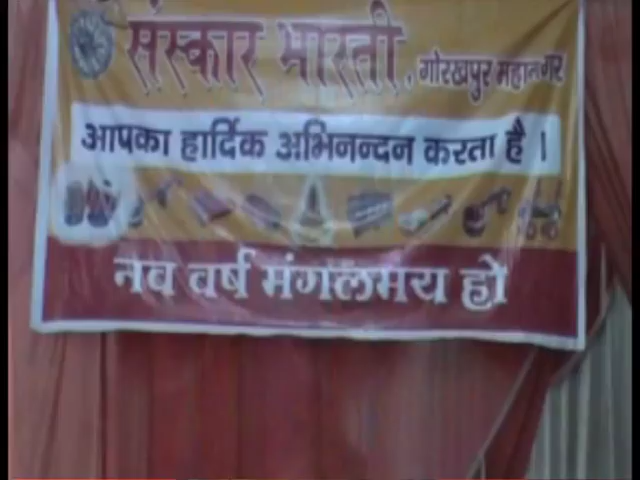 संस्कार भारती, गोरखपुर महानगर
आपका हार्दिक अभिनन्दन करता है ।
नव वर्ष मंगलमय हो